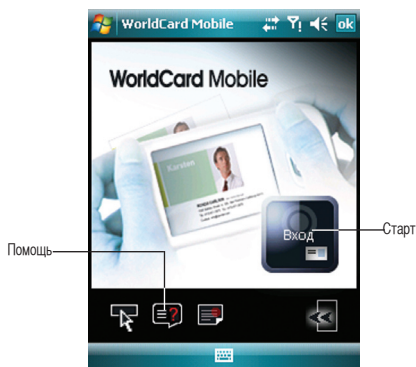 WorldCard Mobile
ok
WorldCard Mobile
Karsten
Вход
Старт
Помощь